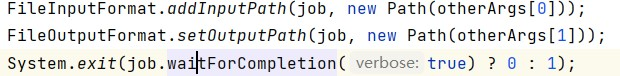 FileInputFormat.addInputPath(job, new Path(otherArgs[0]));
FileOutputFormat.setOutputPath(job, new Path(otherArgs[1]));
System.exit(job.waitForCompletion( verbose: true) ? 0 : 1);